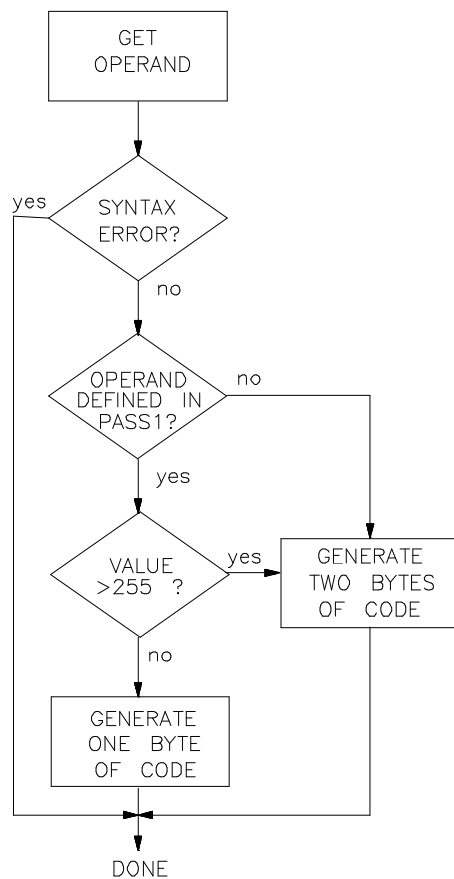 GET
OPERAND
yes
SYNTAX
ERROR?
no
OPERAND
DEFINED IN
PASS1?
no
yes
VALUE
>255 ?
yes
GENERATE
TWO BYTES
OF CODE
no
GENERATE
ONE BYTE
OF CODE
DONE